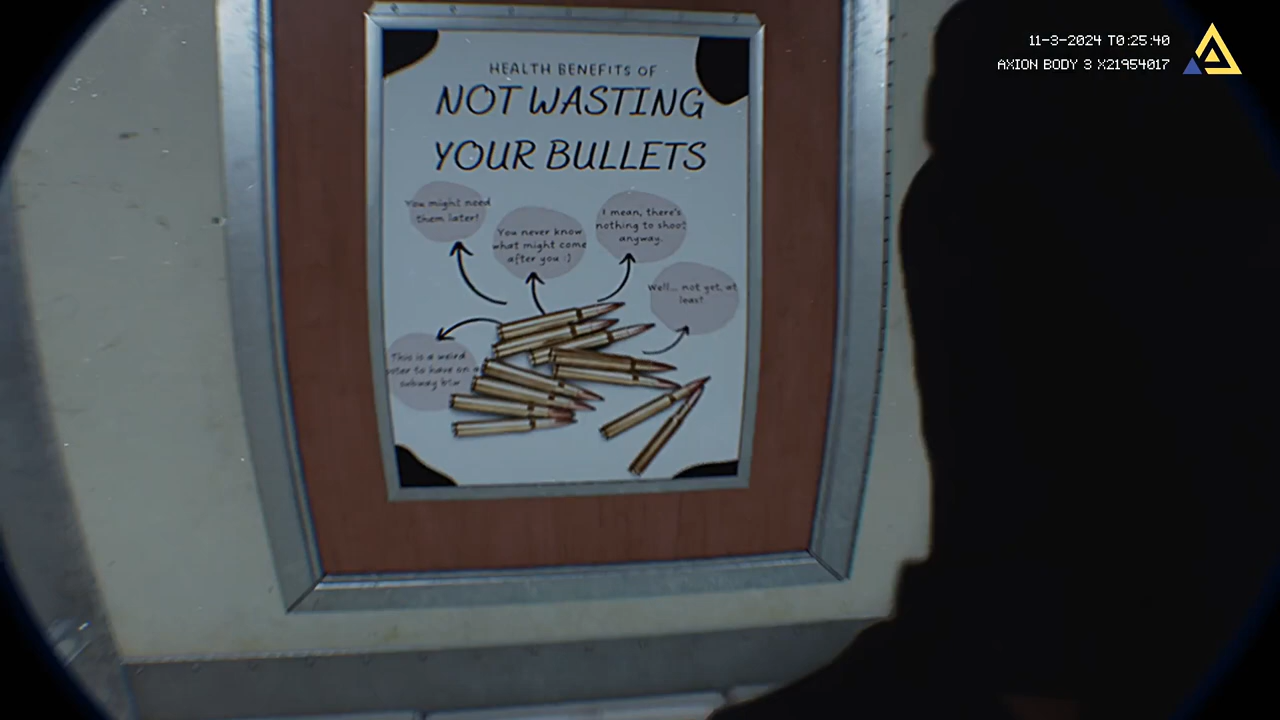 11-3-2024 T0:25:40
AXION BODY 3 X21954017
HEALTH BENEFITS OF
NOT WASTING
YOUR BULLETS
You might need
them later!
You never know
what might come
after you :)
I mean, there's
nothing to shoot
anyway.
Well... not yet, at
least
This is a weird
oster to have on a
subway btw